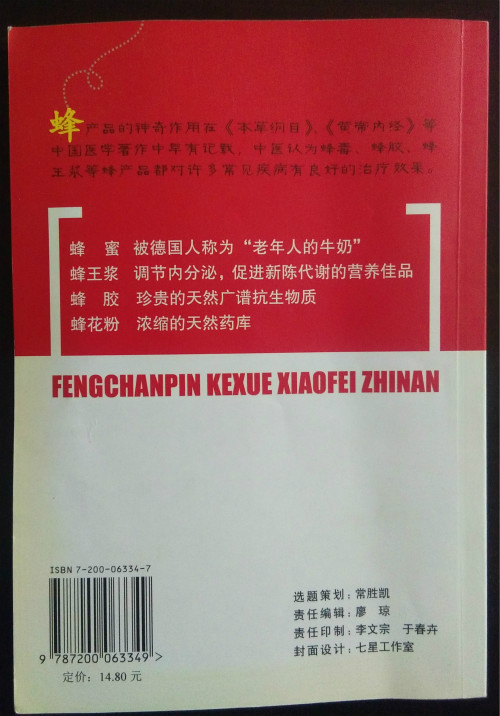 蜂产品的神奇作用在《本草纲目》、《黄帝内经》等
中国医学著作中早有记载，中医认为蜂毒、蜂胶、蜂
王浆等蜂产品都对许多常见疾病有良好的治疗效果。
蜂 蜜 被德国人称为“老年人的牛奶”
蜂王浆 调节内分泌，促进新陈代谢的营养佳品
蜂 胶 珍贵的天然广谱抗生物质
蜂花粉 浓缩的天然药库
FENGCHANPIN KEXUE XIAOFEI ZHINAN
ISBN 7-200-06334-7
9 787200 063349 >
定价：14.80 元
选题策划：常胜凯
责任编辑：廖 琼
责任印制：李文宗 于春卉
封面设计：七星工作室